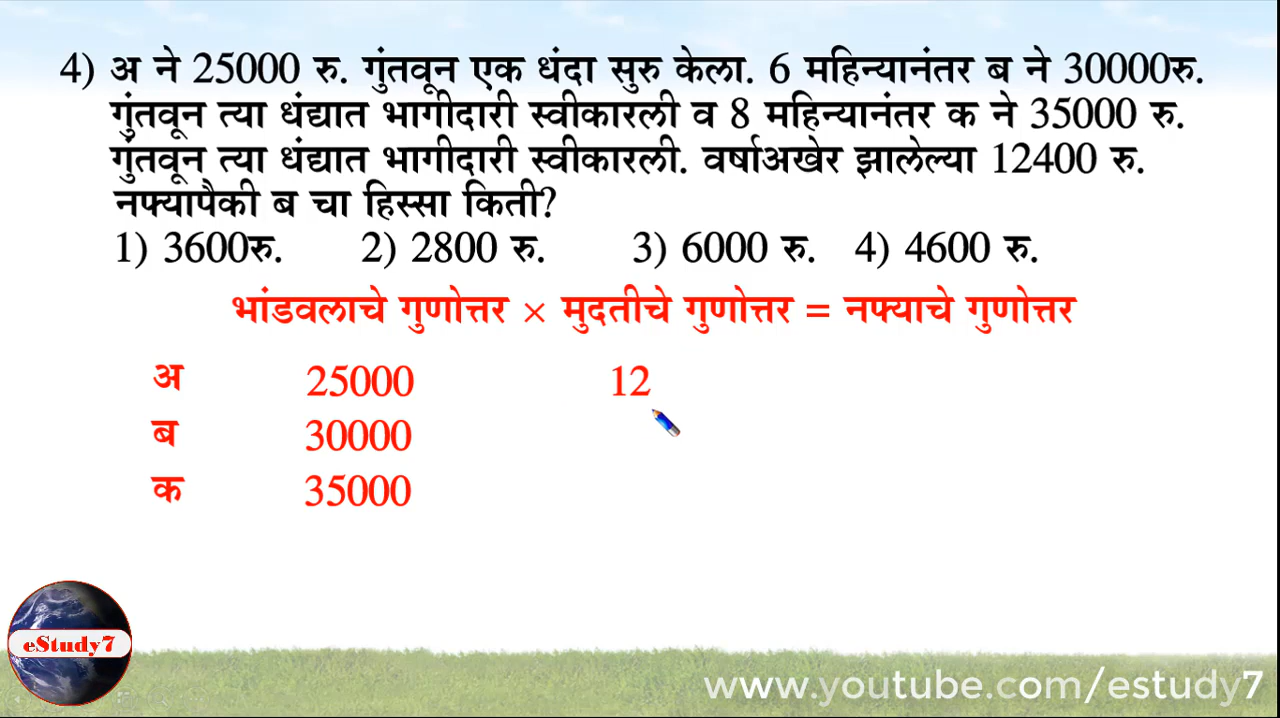 4) अ ने 25000 रु. गुंतवून एक धंदा सुरु केला. 6 महिन्यानंतर ब ने 30000रु.
गुंतवून त्या धंद्यात भागीदारी स्वीकारली व 8 महिन्यानंतर क ने 35000 रु.
गुंतवून त्या धंद्यात भागीदारी स्वीकारली. वर्षाअखेर झालेल्या 12400 रु.
नफ्यापैकी ब चा हिस्सा किती?
1) 3600रु. 2) 2800 रु. 3) 6000 रु. 4) 4600 रु.
भांडवलाचे गुणोत्तर × मुदतीचे गुणोत्तर = नफ्याचे गुणोत्तर
अ 25000 12
ब 30000
क 35000
eStudy7
www.youtube.com/estudy7